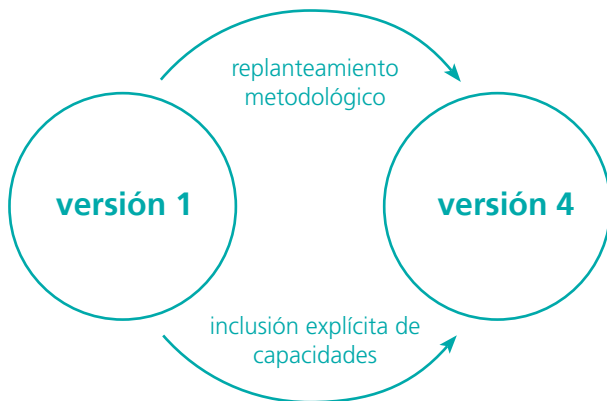 replanteamiento
metodológico
versión 1
versión 4
inclusión explícita de
capacidades